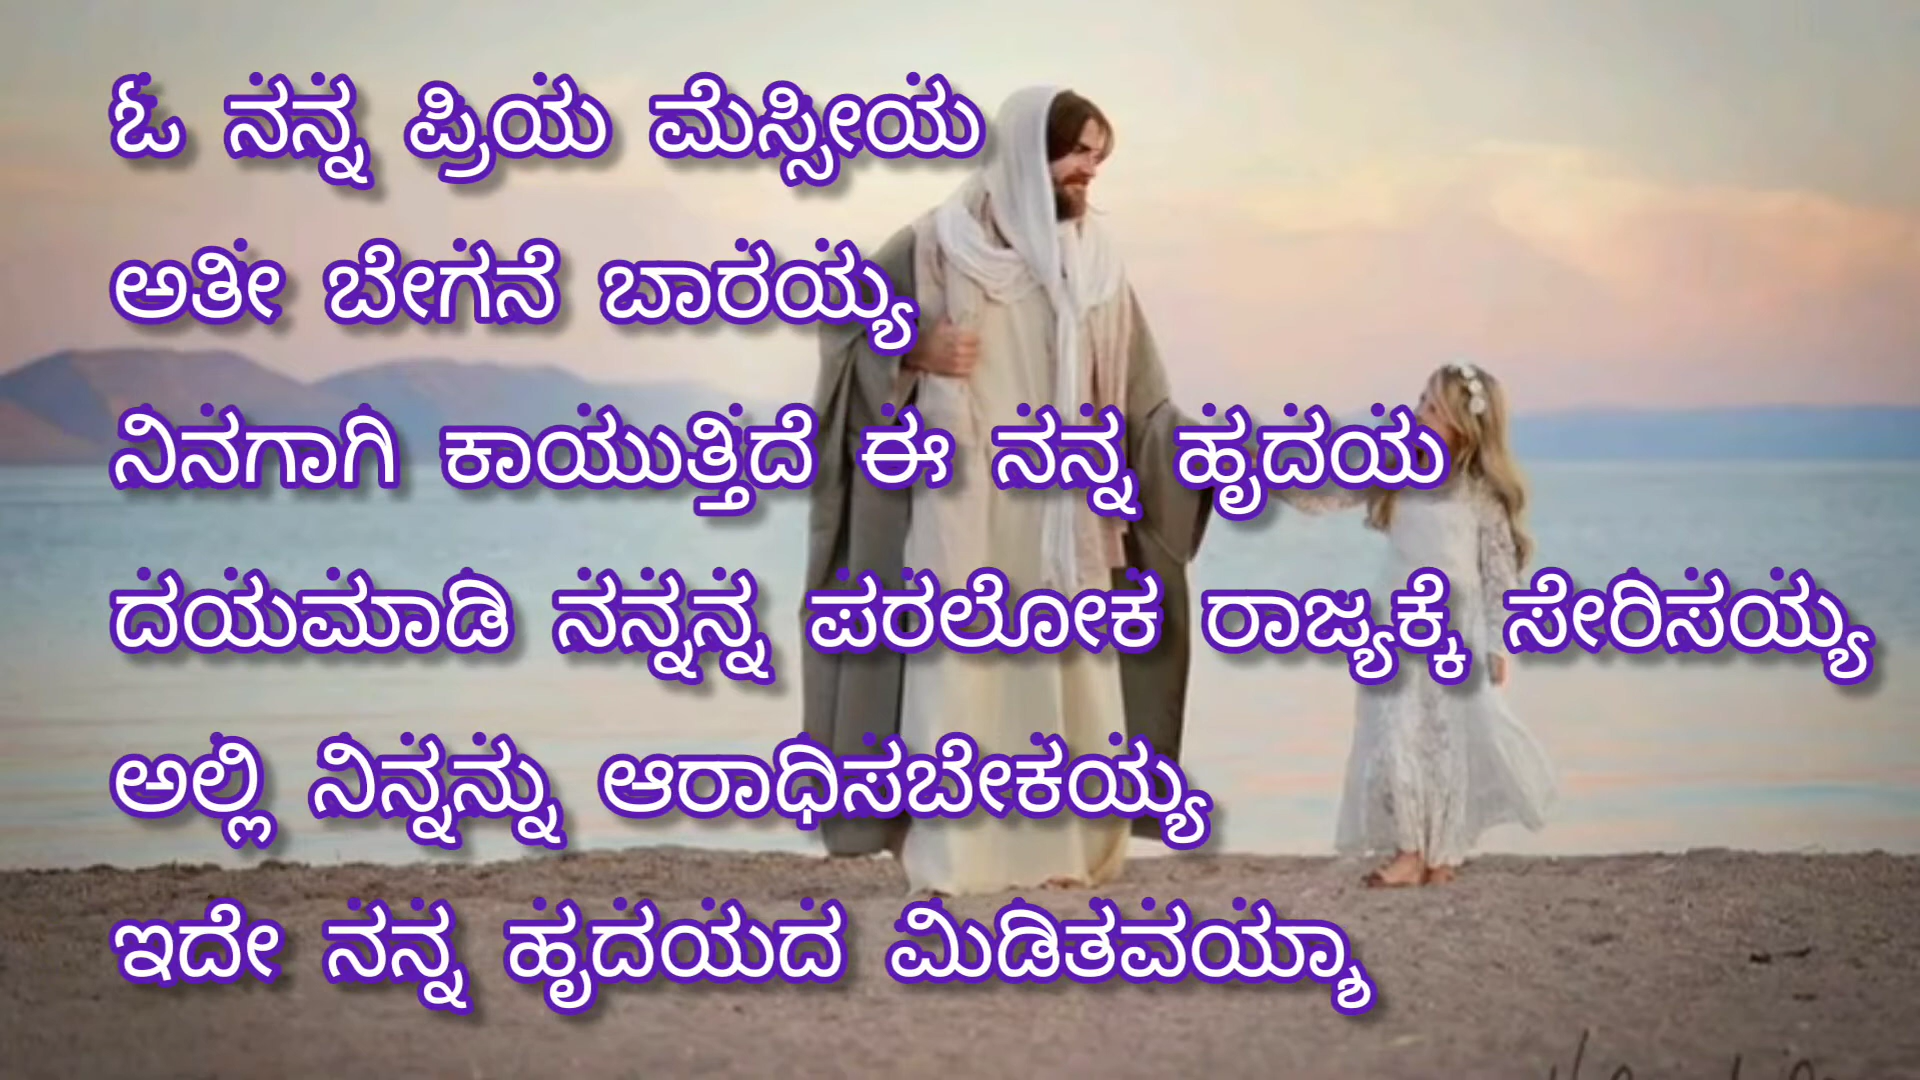 ಓ ನನ್ನ ಪ್ರಿಯ ಮೆಸ್ಸೀಯ
ಅತೀ ಬೇಗನೆ ಬಾರಯ್ಯ
ನಿನಗಾಗಿ ಕಾಯುತ್ತಿದೆ ಈ ನನ್ನ ಹೃದಯ
ದಯಮಾಡಿ ನನ್ನನ್ನ ಪರಲೋಕ ರಾಜ್ಯಕ್ಕೆ ಸೇರಿಸಯ್ಯ
ಅಲ್ಲಿ ನಿನ್ನನ್ನು ಆರಾಧಿಸಬೇಕಯ್ಯ
ಇದೇ ನನ್ನ ಹೃದಯದ ಮಿಡಿತವಯ್ಯಾ